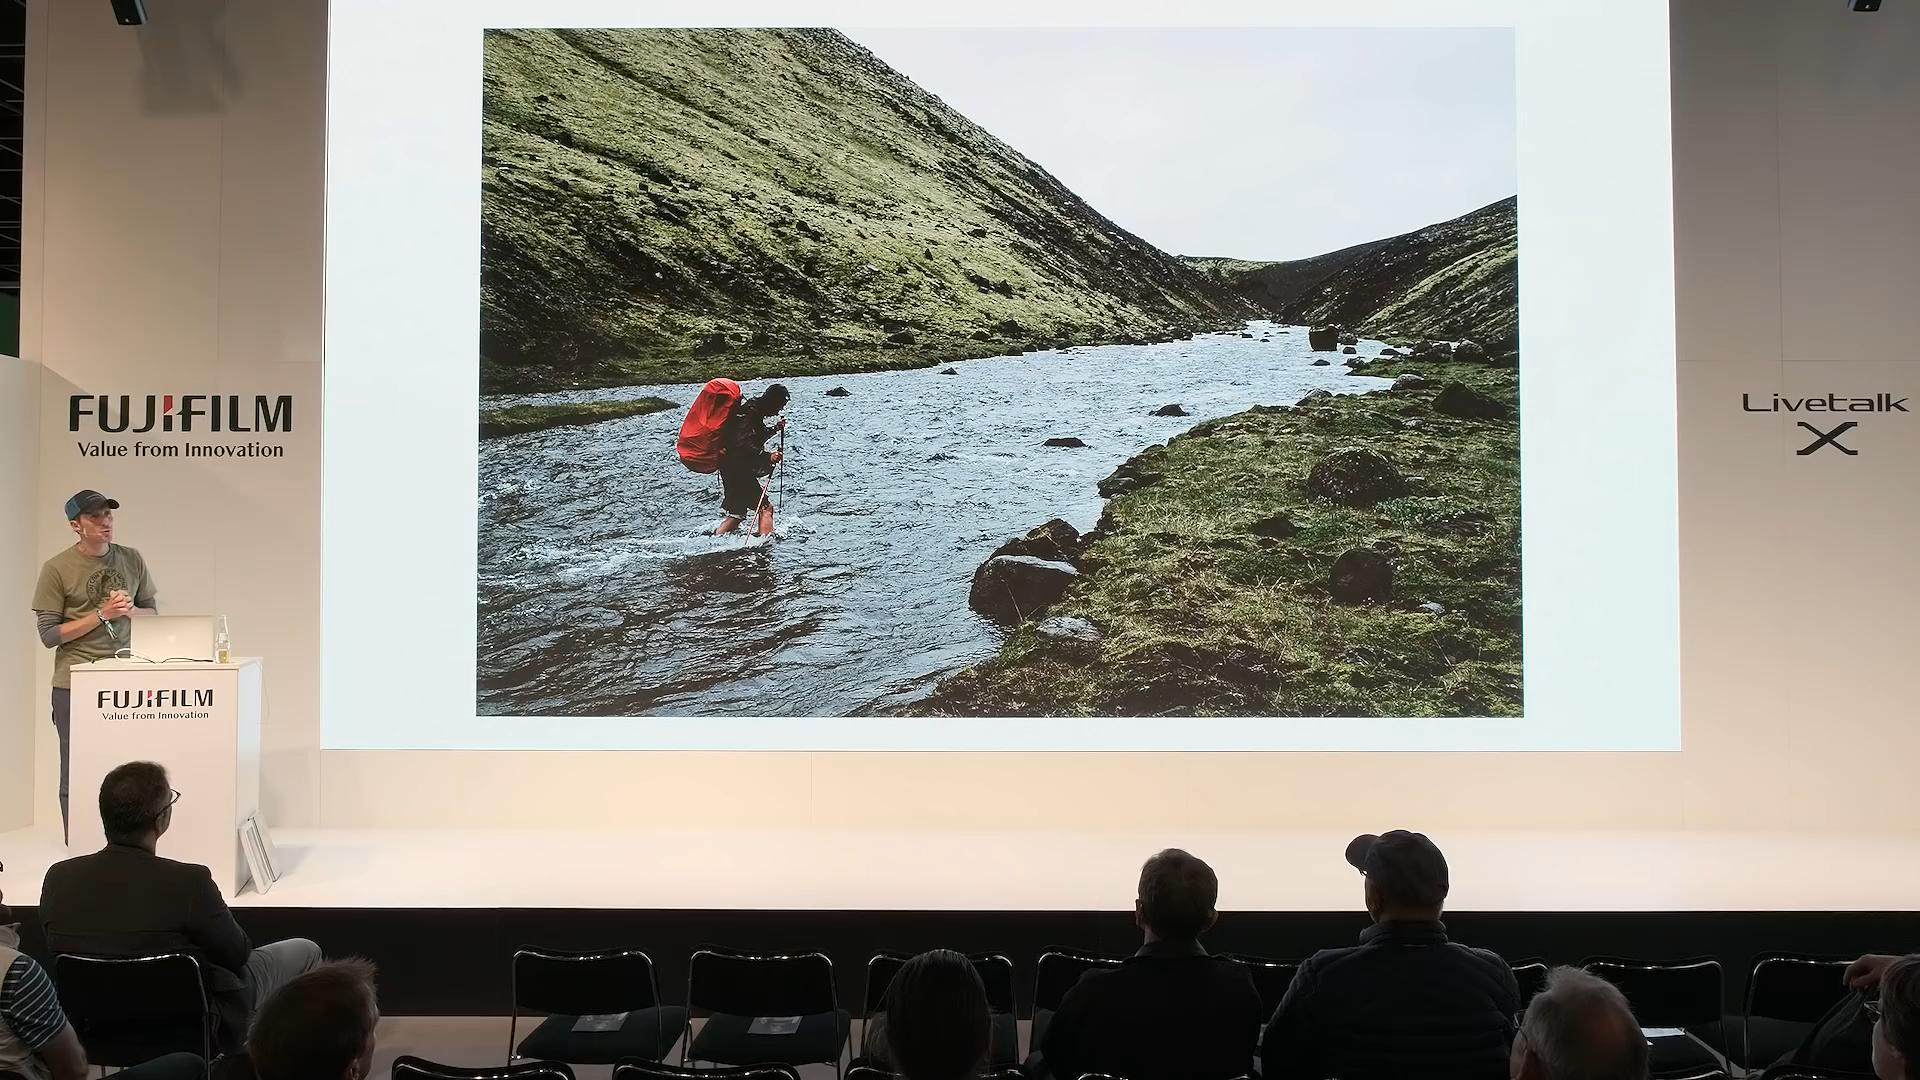 FUJIFILM
Value from Innovation
Livetalk
X
FUJIFILM
Value from Innovation